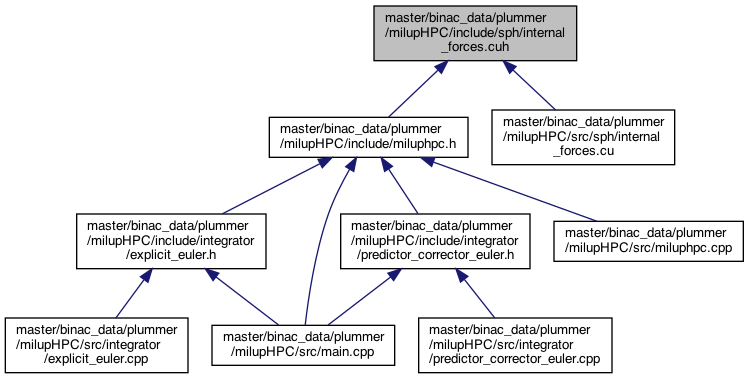 master/binac_data/plummer
/milupHPC/include/sph/internal
_forces.cuh
master/binac_data/plummer
/milupHPC/include/miluphpc.h
master/binac_data/plummer
/milupHPC/src/sph/internal
_forces.cu
master/binac_data/plummer
/milupHPC/include/integrator
/explicit_euler.h
master/binac_data/plummer
/milupHPC/include/integrator
/predictor_corrector_euler.h
master/binac_data/plummer
/milupHPC/src/miluphpc.cpp
master/binac_data/plummer
/milupHPC/src/integrator
/explicit_euler.cpp
master/binac_data/plummer
/milupHPC/src/main.cpp
master/binac_data/plummer
/milupHPC/src/integrator
/predictor_corrector_euler.cpp